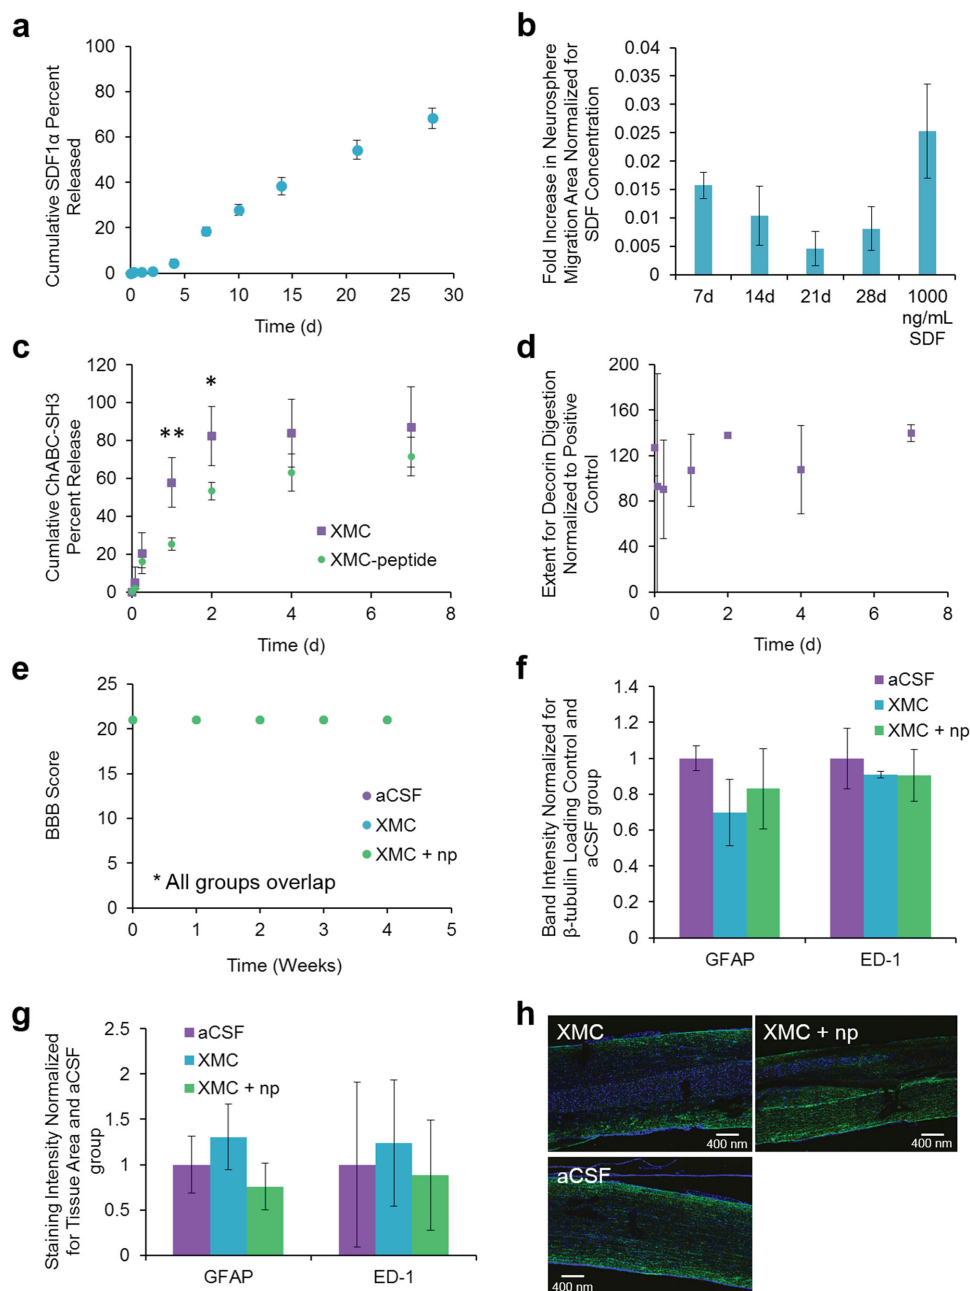 a
Cumulative SDF1α Percent
Released
100
80
60
40
20
0
0
5
10
15
20
25
30
Time (d)
b
Fold Increase in Neurosphere
Migration Area Normalized for
SDF Concentration
0.04
0.035
0.03
0.025
0.02
0.015
0.01
0.005
0
7d
14d
21d
28d
1000
ng/mL
SDF
c
Cumlative ChABC-SH3
Percent Release
120
100
80
60
40
20
0
**
*
XMC
XMC-peptide
0
2
4
6
8
Time (d)
d
Extent for Decorin Digestion
Normalized to Positive
Control
200
160
120
80
40
0
0
2
4
6
8
Time (d)
e
BBB Score
25
20
15
10
5
0
aCSF
XMC
XMC + np
* All groups overlap
0
1
2
3
4
5
Time (Weeks)
f
Band Intensity Normalized for
β-tubulin Loading Control and
aCSF group
aCSF
XMC
XMC + np
1.4
1.2
1
0.8
0.6
0.4
0.2
0
GFAP
ED-1
g
Staining Intensity Normalized
for Tissue Area and aCSF
group
2.5
2
1.5
1
0.5
0
aCSF
XMC
XMC + np
GFAP
ED-1
h
XMC
400 nm
XMC + np
400 nm
aCSF
400 nm